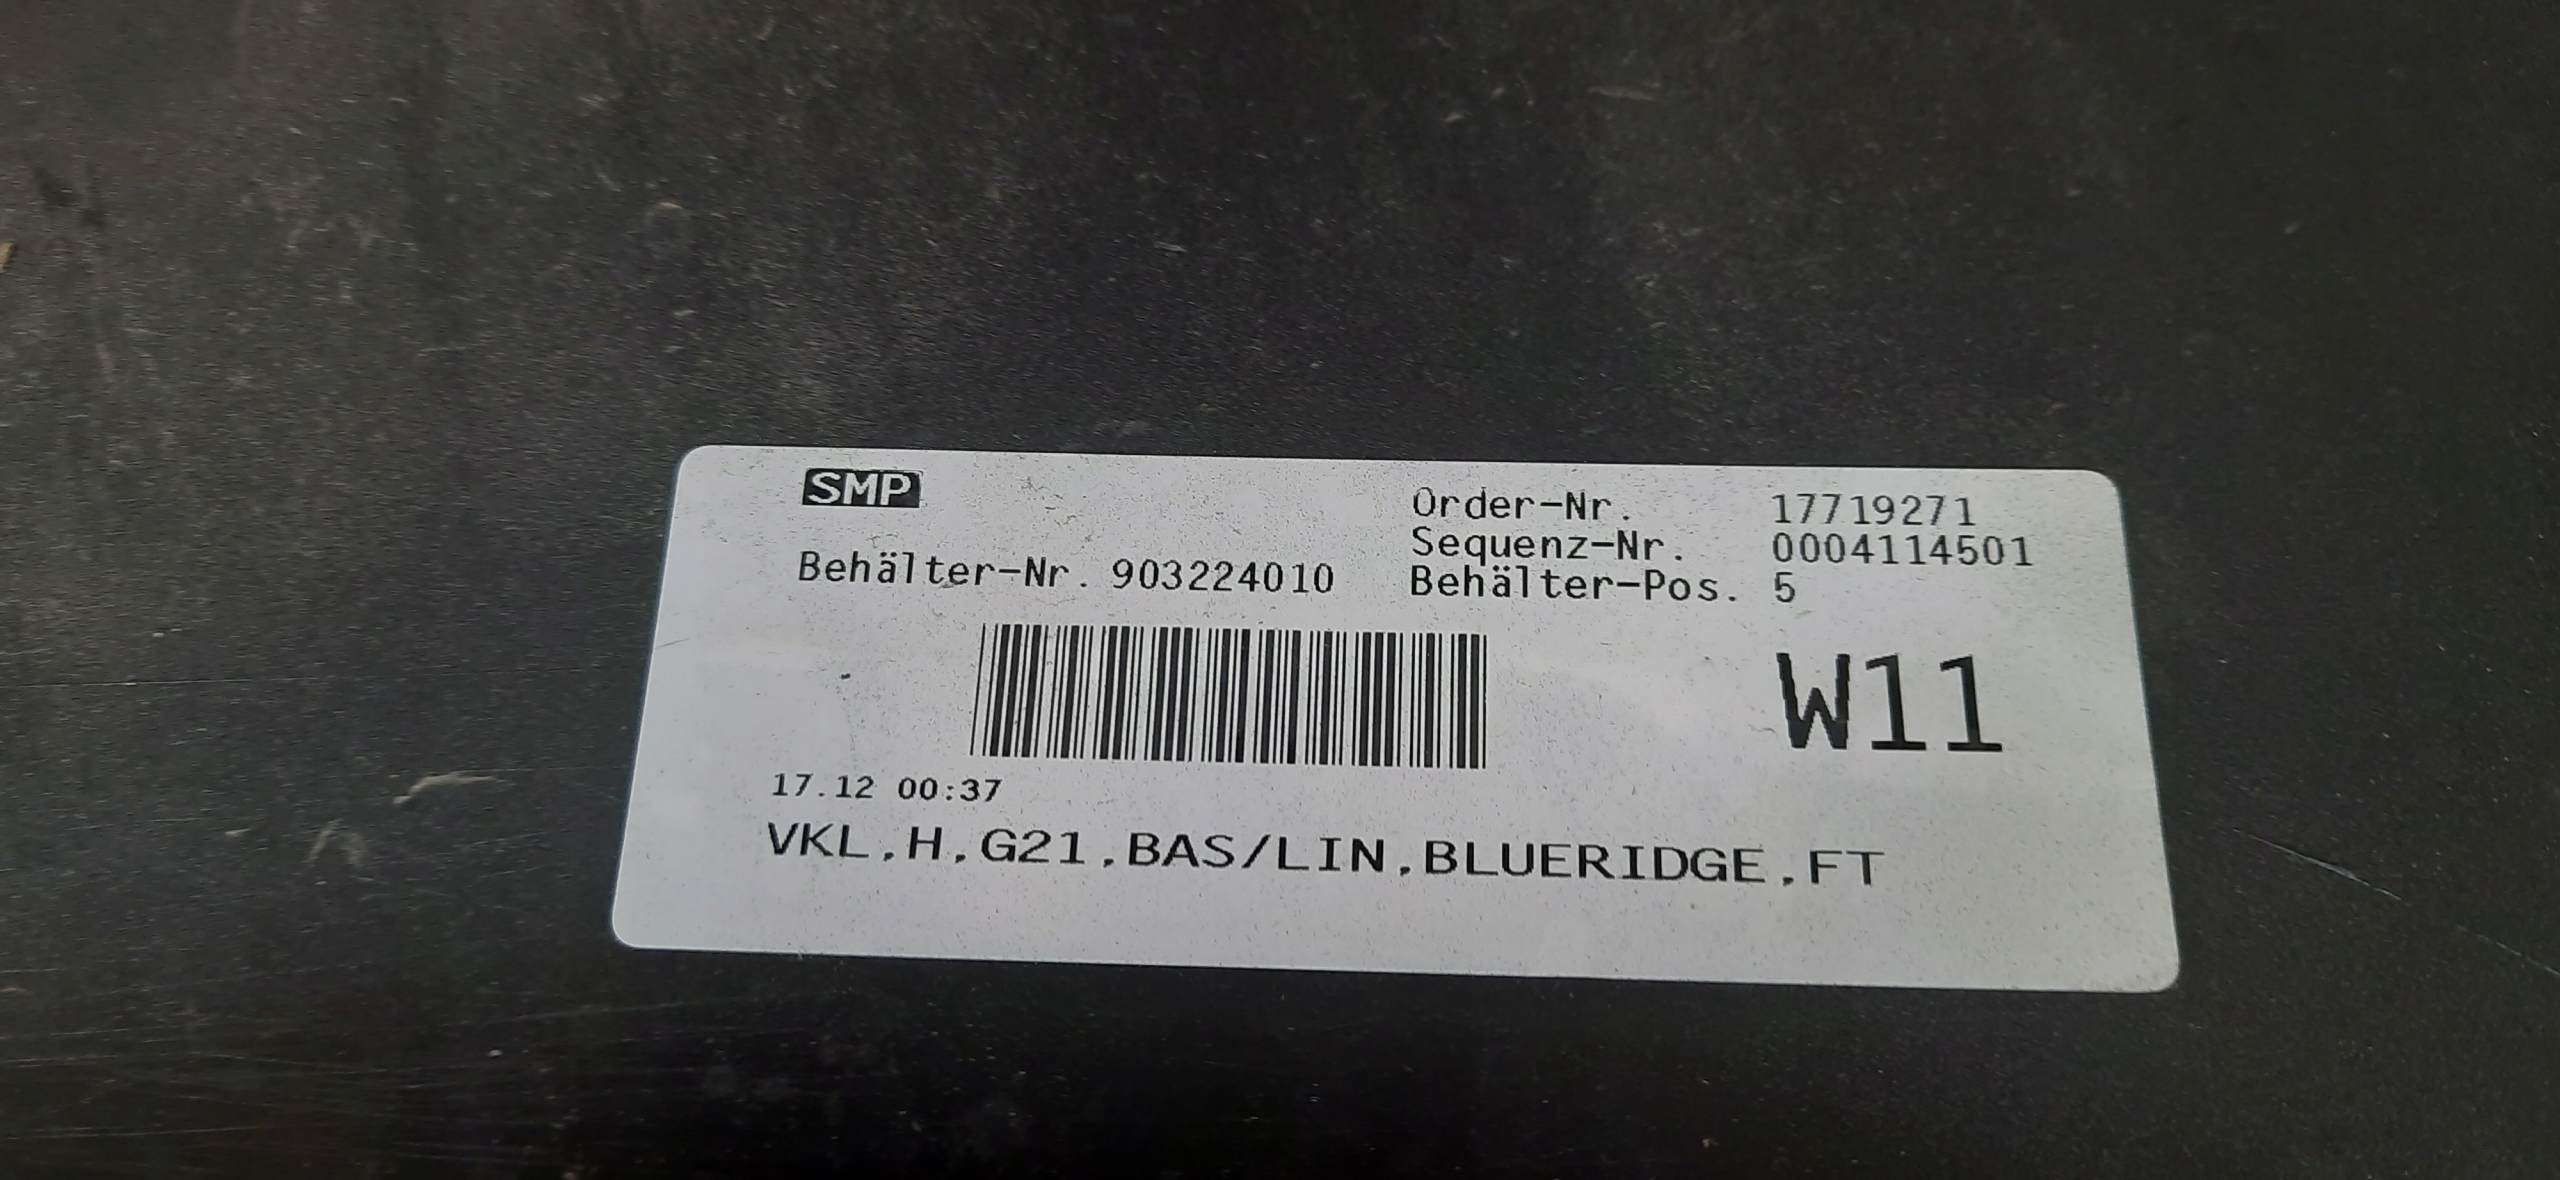 SMP
Order-Nr. 17719271
Sequenz-Nr. 0004114501
Behälter-Nr. 903224010 Behälter-Pos. 5
W11
17.12 00:37
VKL,H,G21,BAS/LIN,BLUERIDGE,FT